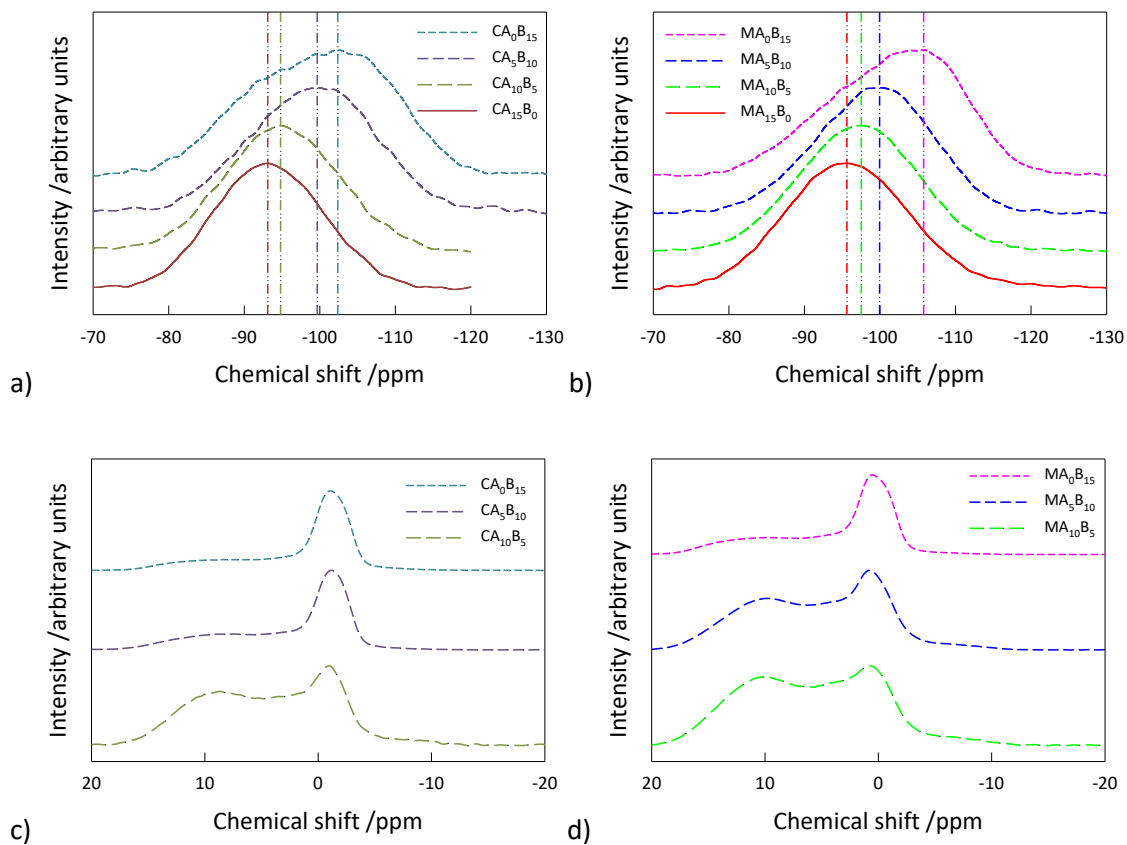 Intensity /arbitrary units
CA₀B₁₅
CA₅B₁₀
CA₁₀B₅
CA₁₅B₀
-70 -80 -90 -100 -110 -120 -130
Chemical shift /ppm
a)
Intensity /arbitrary units
MA₀B₁₅
MA₅B₁₀
MA₁₀B₅
MA₁₅B₀
-70 -80 -90 -100 -110 -120 -130
Chemical shift /ppm
b)
Intensity /arbitrary units
CA₀B₁₅
CA₅B₁₀
CA₁₀B₅
20 10 0 -10 -20
Chemical shift /ppm
c)
Intensity /arbitrary units
MA₀B₁₅
MA₅B₁₀
MA₁₀B₅
20 10 0 -10 -20
Chemical shift /ppm
d)